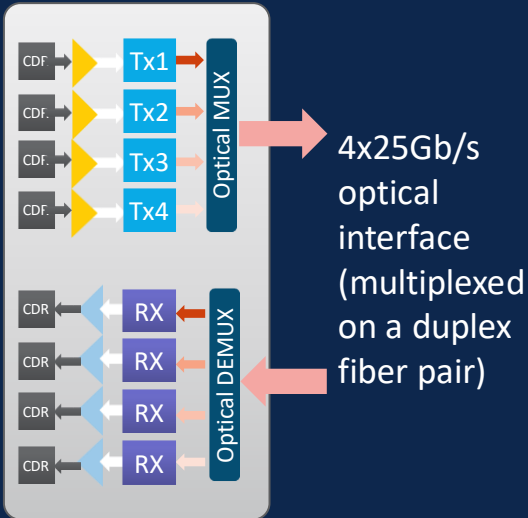 CDF.
Tx1
CDF.
Tx2
CDF.
Tx3
CDF.
Tx4
Optical MUX
4x25Gb/s
optical
interface
(multiplexed
on a duplex
fiber pair)
CDR
RX
CDR
RX
CDR
RX
CDR
RX
Optical DEMUX